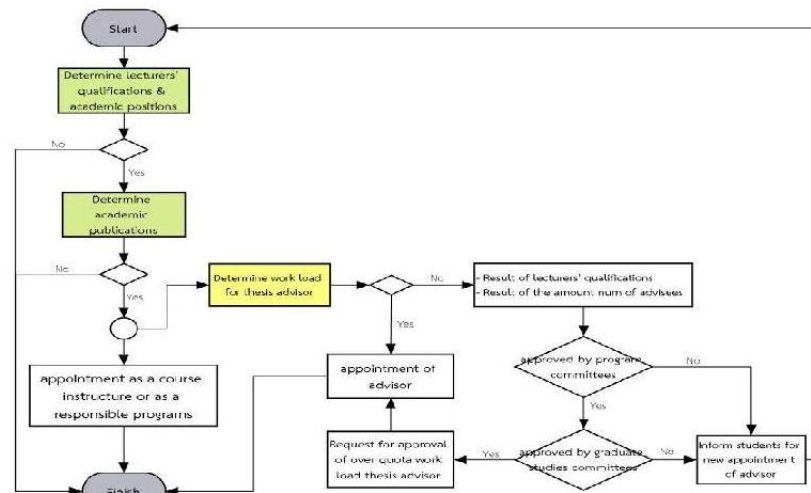 Start
Determine lecturers'
qualifications &
academic positions
No
Yes
Determine
academic
publications
No
Yes
Determine work load
for thesis advisor
No
Yes
- Result of lecturers' qualifications
- Result of the amount num of advisees
approved by program
committees
No
Yes
appointment of
advisor
appointment as a course
instructure or as a
responsible programs
Request for approval
of over quota work
load thesis advisor
Yes
approved by graduate
studies committees
No
Inform students for
new appointment
of advisor
Finish